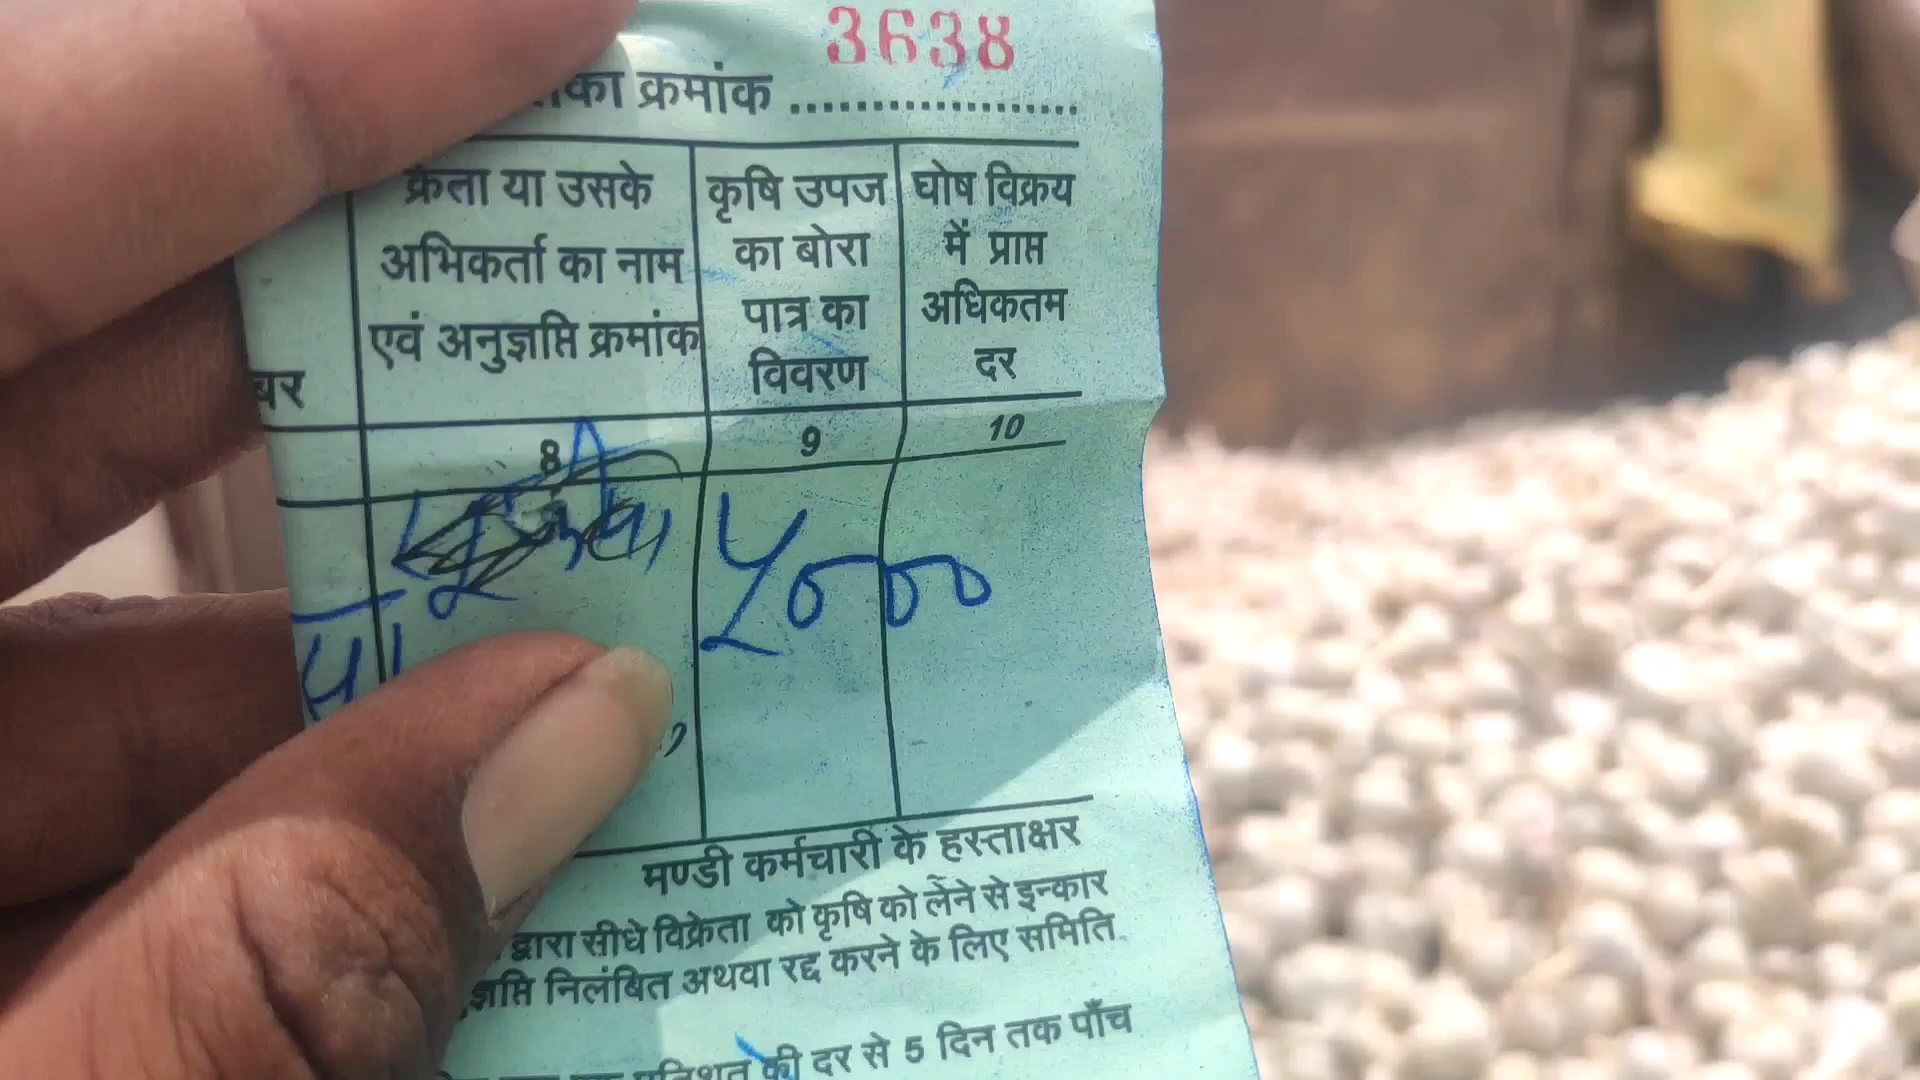 3638
का क्रमांक ...................
क्रेता या उसके
अभिकर्ता का नाम
एवं अनुज्ञप्ति क्रमांक
कृषि उपज
का बोरा
पात्र का
विवरण
घोष विक्रय
में प्राप्त
अधिकतम
दर
8
9
10
५०००
मण्डी कर्मचारी के हस्ताक्षर
द्वारा सीधे विक्रेता को कृषि को लेने से इन्कार
निलंबित अथवा रद्द करने के लिए समिति
की दर से 5 दिन तक पाँच